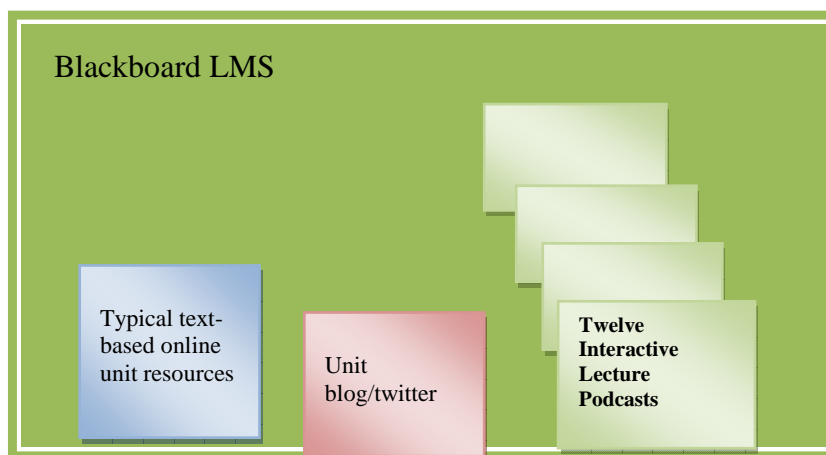 Blackboard LMS
Typical text-
based online
unit resources
Unit
blog/twitter
Twelve
Interactive
Lecture
Podcasts